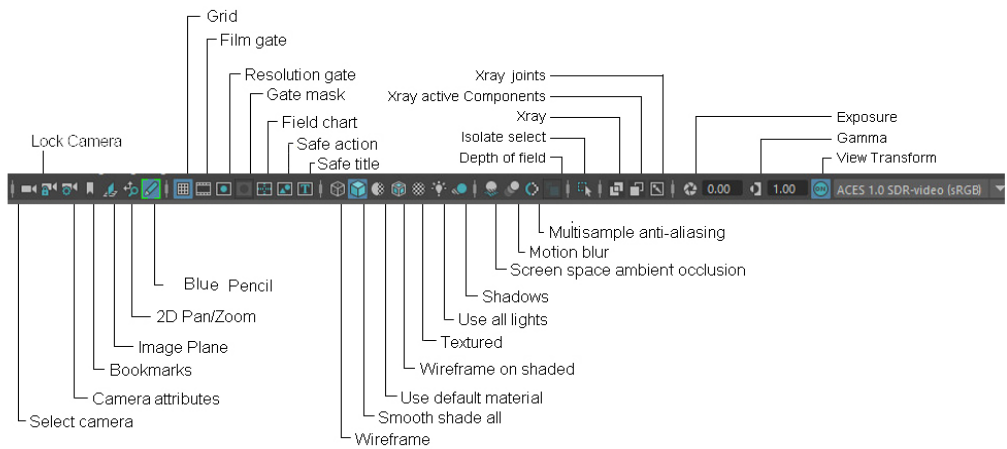 Grid
Film gate
Resolution gate
Gate mask
Field chart
Safe action
Safe title
Lock Camera
Xray joints
Xray active Components
Xray
Isolate select
Depth of field
Exposure
Gamma
View Transform
0.00
1.00
ACES 1.0 SDR-video (sRGB)
Multisample anti-aliasing
Motion blur
Screen space ambient occlusion
Shadows
Use all lights
Textured
Wireframe on shaded
Use default material
Smooth shade all
Wireframe
Blue Pencil
2D Pan/Zoom
Image Plane
Bookmarks
Camera attributes
Select camera